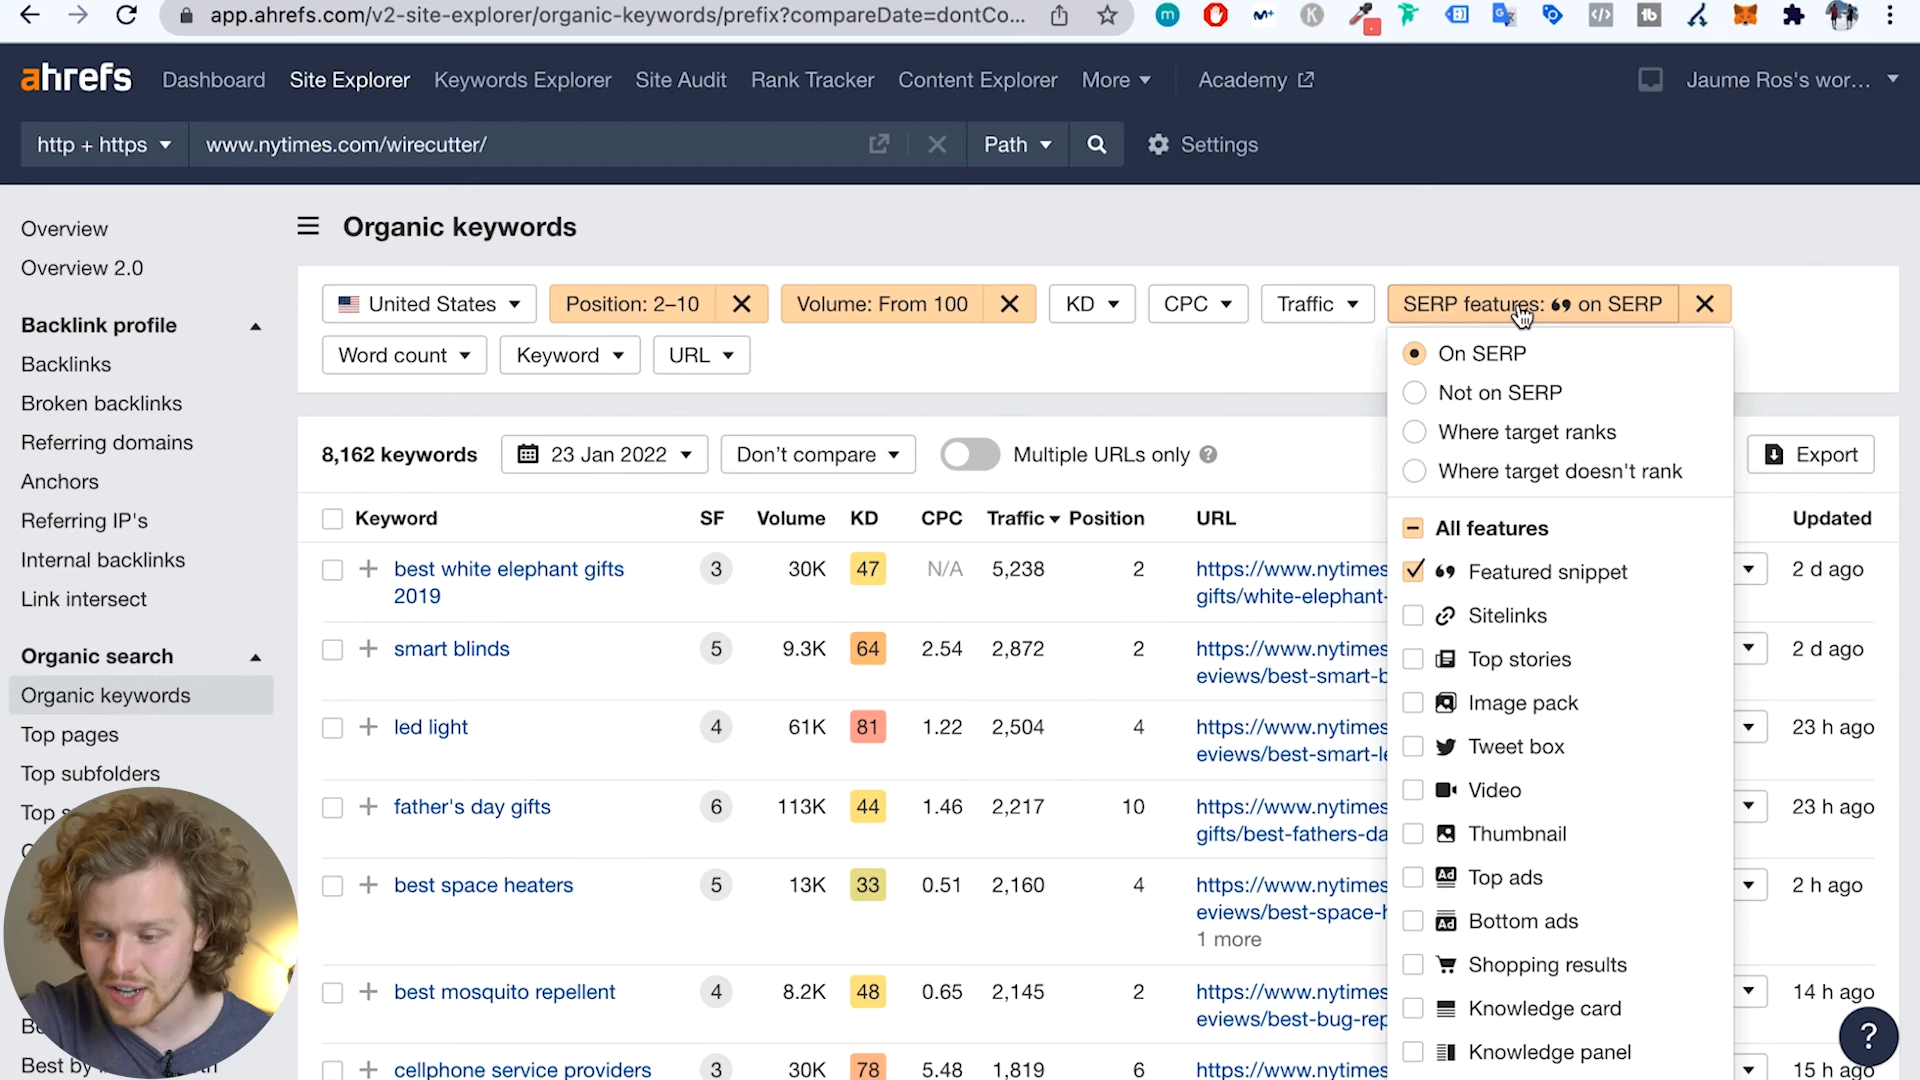 app.ahrefs.com/v2-site-explorer/organic-keywords/prefix?compareDate=dontCo...
ahrefs Dashboard Site Explorer Keywords Explorer Site Audit Rank Tracker Content Explorer More Academy Jaume Ros's wor...
http + https www.nytimes.com/wirecutter/ Path Settings
Overview
Overview 2.0
Backlink profile
Backlinks
Broken backlinks
Referring domains
Anchors
Referring IP's
Internal backlinks
Link intersect
Organic search
Organic keywords
Top pages
Top subfolders
Top
Best by
Organic keywords
United States Position: 2–10 Volume: From 100 KD CPC Traffic SERP features: on SERP
Word count Keyword URL
8,162 keywords 23 Jan 2022 Don't compare Multiple URLs only ? Export
Keyword SF Volume KD CPC Traffic Position URL Updated
best white elephant gifts 3 30K 47 N/A 5,238 2 https://www.nytimes 2 d ago
2019 gifts/white-elephant-
smart blinds 5 9.3K 64 2.54 2,872 2 https://www.nytimes 2 d ago
eviews/best-smart-b
led light 4 61K 81 1.22 2,504 4 https://www.nytimes 23 h ago
eviews/best-smart-le
father's day gifts 6 113K 44 1.46 2,217 10 https://www.nytimes 23 h ago
gifts/best-fathers-da
best space heaters 5 13K 33 0.51 2,160 4 https://www.nytimes 2 h ago
eviews/best-space-h
1 more
best mosquito repellent 4 8.2K 48 0.65 2,145 2 https://www.nytimes 14 h ago
eviews/best-bug-rep
cellphone service providers 3 30K 78 5.48 1,819 6 https://www.nytimes 15 h ago
On SERP
Not on SERP
Where target ranks
Where target doesn't rank
All features
Featured snippet
Sitelinks
Top stories
Image pack
Tweet box
Video
Thumbnail
Ad Top ads
Ad Bottom ads
Shopping results
Knowledge card
Knowledge panel
?